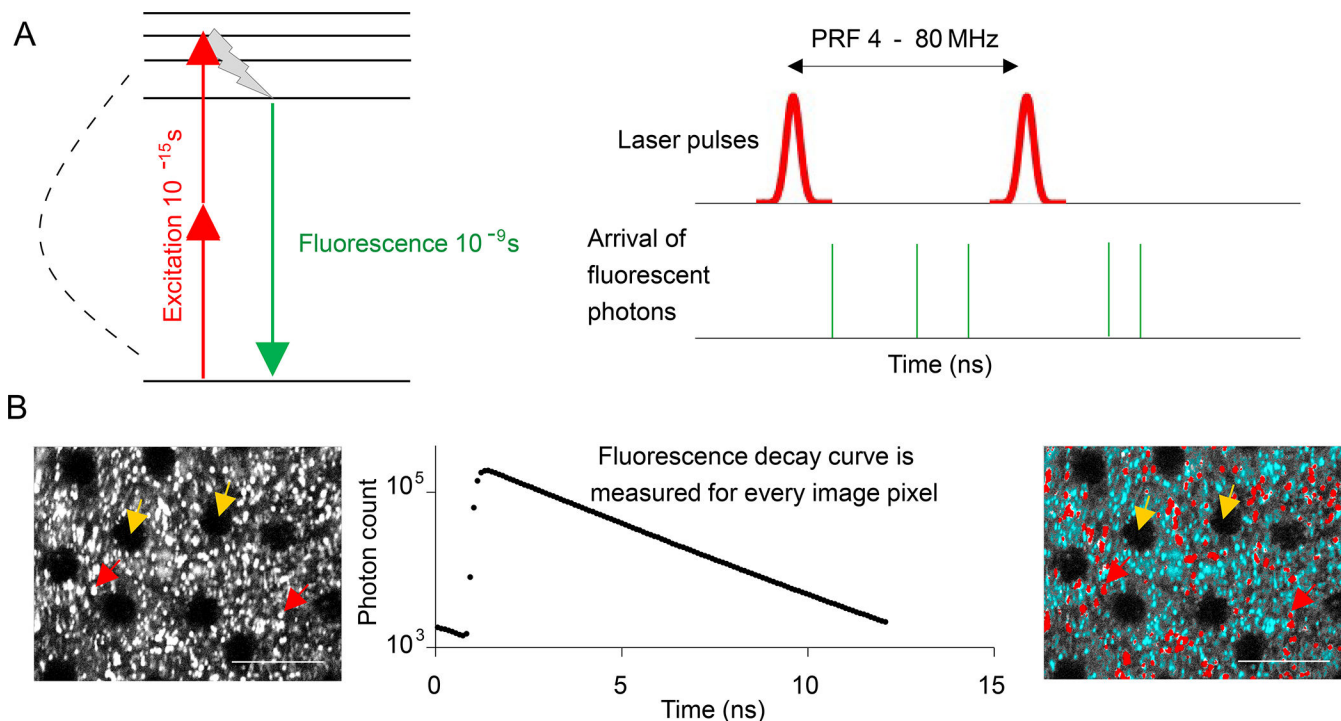 A
Excitation 10 -15s
Fluorescence 10 -9s
PRF 4 - 80 MHz
Laser pulses
Arrival of
fluorescent
photons
Time (ns)
B
Fluorescence decay curve is
measured for every image pixel
Photon count
10^5
10^3
0
5
10
15
Time (ns)